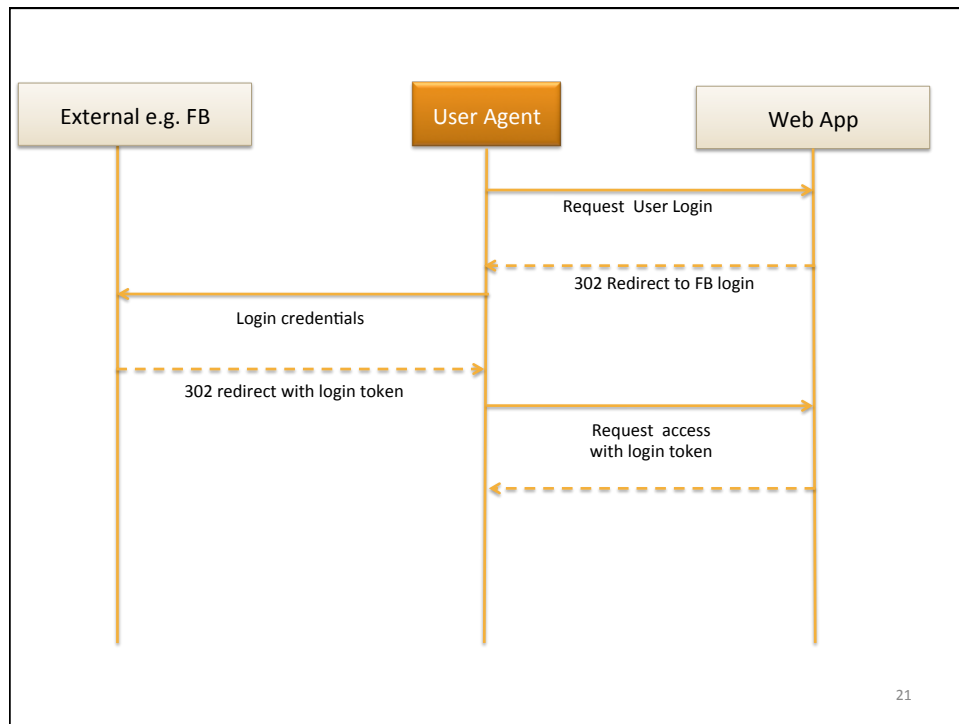 External e.g. FB
User Agent
Web App
Request User Login
302 Redirect to FB login
Login credentials
302 redirect with login token
Request access
with login token
21